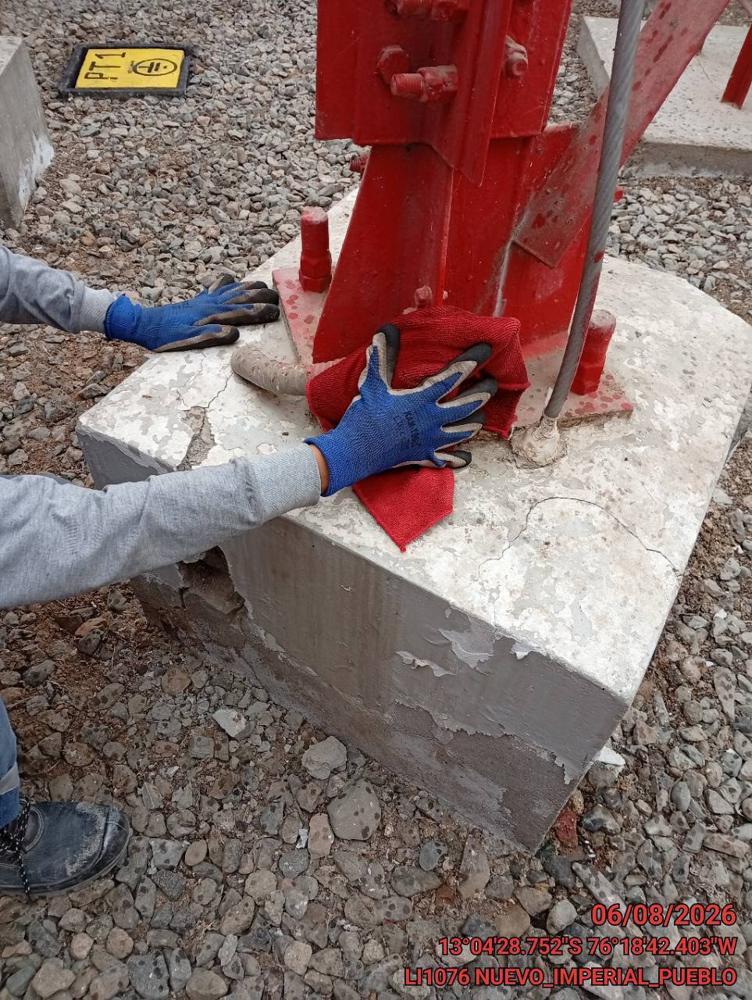 PT1
06/08/2026
13°04'28.752"S 76°18'42.403"W
LI1076 NUEVO_IMPERIAL_PUEBLO